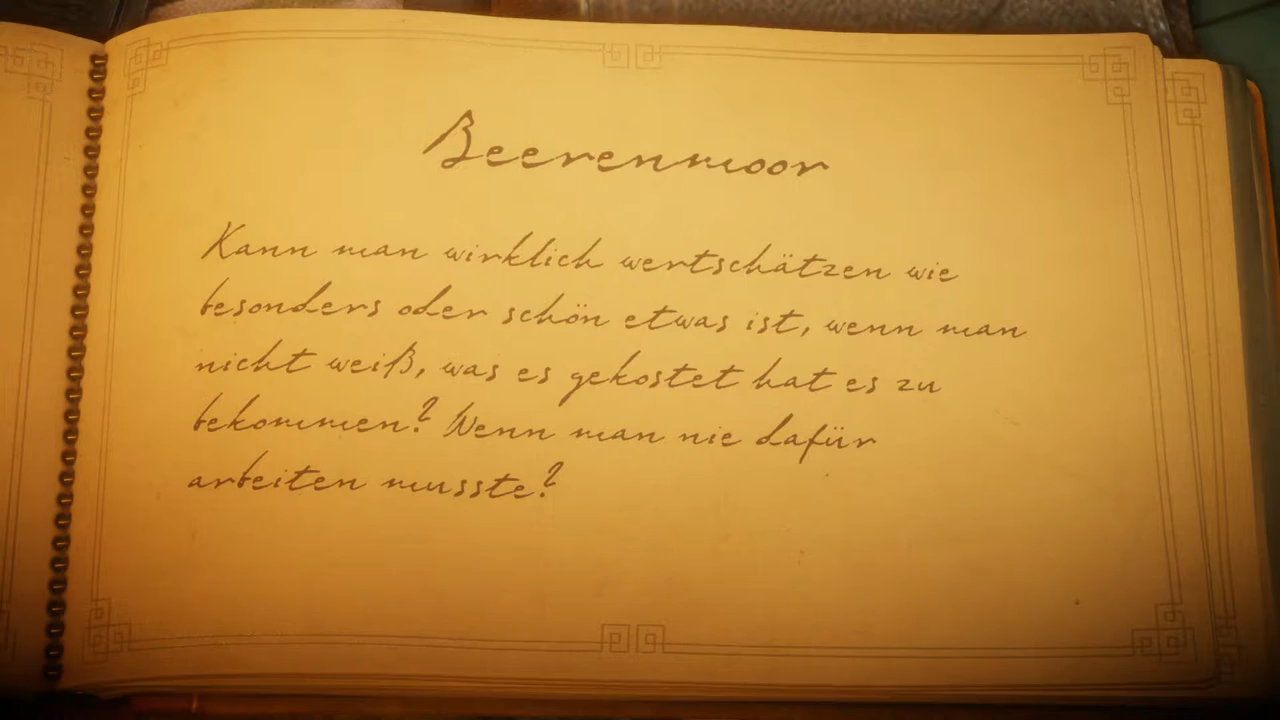 Beerenmoor
Kann man wirklich wertschätzen wie
besonders oder schön etwas ist, wenn man
nicht weiß, was es gekostet hat es zu
bekommen? Wenn man nie dafür
arbeiten musste?